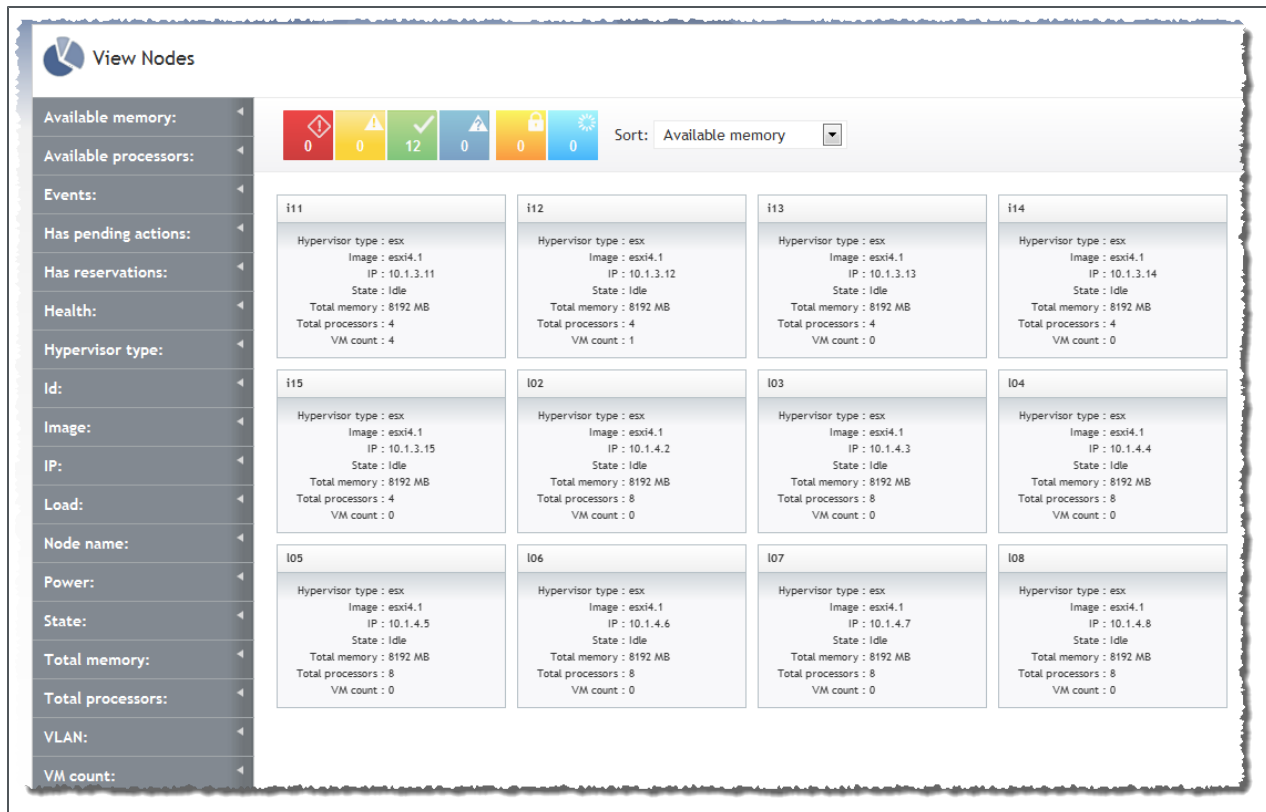 View Nodes
Available memory:
Available processors:
Events:
Has pending actions:
Has reservations:
Health:
Hypervisor type:
Id:
Image:
IP:
Load:
Node name:
Power:
State:
Total memory:
Total processors:
VLAN:
VM count:
0 0 12 0 0 0
Sort: Available memory
i11
Hypervisor type : esx
Image : esxi4.1
IP : 10.1.3.11
State : Idle
Total memory : 8192 MB
Total processors : 4
VM count : 4
i12
Hypervisor type : esx
Image : esxi4.1
IP : 10.1.3.12
State : Idle
Total memory : 8192 MB
Total processors : 4
VM count : 1
i13
Hypervisor type : esx
Image : esxi4.1
IP : 10.1.3.13
State : Idle
Total memory : 8192 MB
Total processors : 4
VM count : 0
i14
Hypervisor type : esx
Image : esxi4.1
IP : 10.1.3.14
State : Idle
Total memory : 8192 MB
Total processors : 4
VM count : 0
i15
Hypervisor type : esx
Image : esxi4.1
IP : 10.1.3.15
State : Idle
Total memory : 8192 MB
Total processors : 4
VM count : 0
l02
Hypervisor type : esx
Image : esxi4.1
IP : 10.1.4.2
State : Idle
Total memory : 8192 MB
Total processors : 8
VM count : 0
l03
Hypervisor type : esx
Image : esxi4.1
IP : 10.1.4.3
State : Idle
Total memory : 8192 MB
Total processors : 8
VM count : 0
l04
Hypervisor type : esx
Image : esxi4.1
IP : 10.1.4.4
State : Idle
Total memory : 8192 MB
Total processors : 8
VM count : 0
l05
Hypervisor type : esx
Image : esxi4.1
IP : 10.1.4.5
State : Idle
Total memory : 8192 MB
Total processors : 8
VM count : 0
l06
Hypervisor type : esx
Image : esxi4.1
IP : 10.1.4.6
State : Idle
Total memory : 8192 MB
Total processors : 8
VM count : 0
l07
Hypervisor type : esx
Image : esxi4.1
IP : 10.1.4.7
State : Idle
Total memory : 8192 MB
Total processors : 8
VM count : 0
l08
Hypervisor type : esx
Image : esxi4.1
IP : 10.1.4.8
State : Idle
Total memory : 8192 MB
Total processors : 8
VM count : 0